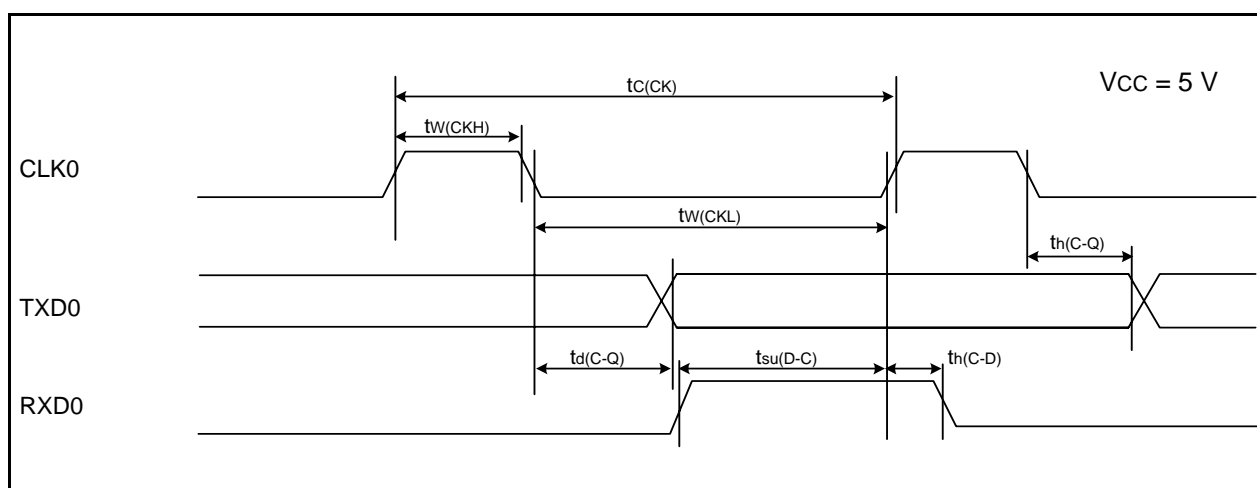 VCC = 5 V
tC(CK)
tW(CKH)
CLK0
tW(CKL)
th(C-Q)
TXD0
td(C-Q)
tsu(D-C)
th(C-D)
RXD0